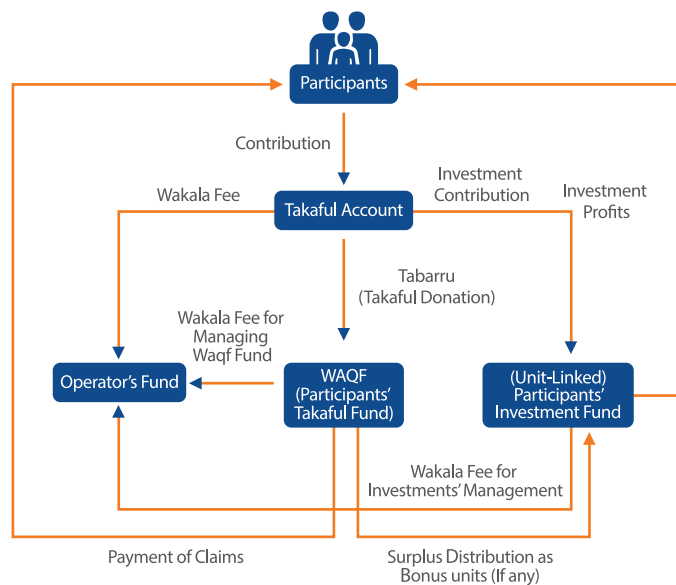 Participants
Contribution
Wakala Fee
Investment
Contribution
Investment
Profits
Takaful Account
Tabarru
(Takaful Donation)
Wakala Fee for
Managing
Waqf Fund
Operator's Fund
WAQF
(Participants'
Takaful Fund)
(Unit-Linked)
Participants'
Investment Fund
Wakala Fee for
Investments' Management
Payment of Claims
Surplus Distribution as
Bonus units (If any)